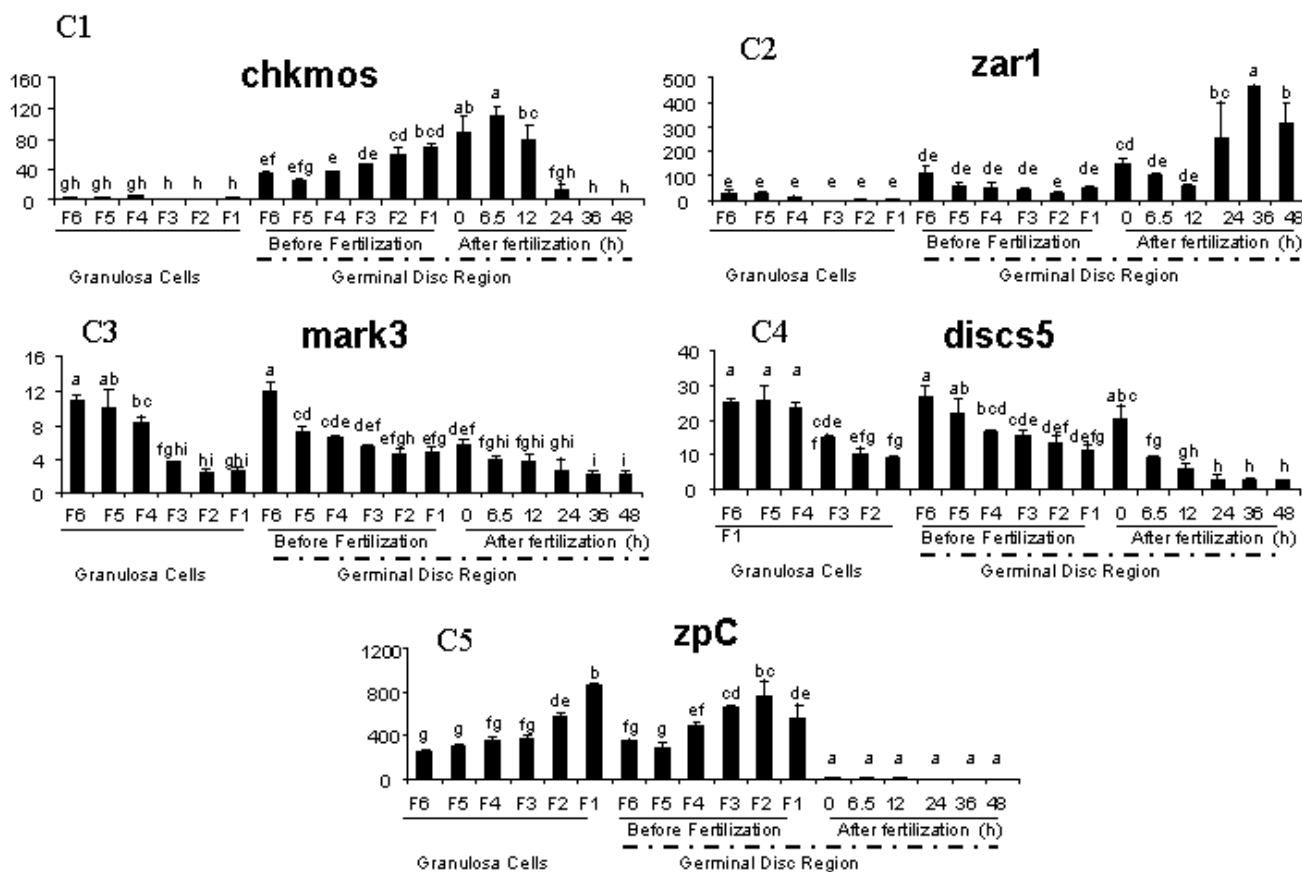 C1
chkmos
160
120
80
40
0
gh gh gh h h h ef efg e de cd bcd ab a bc fgh h h
F6 F5 F4 F3 F2 F1 F6 F5 F4 F3 F2 F1 0 6.5 12 24 36 48
Before Fertilization After fertilization (h)
Granulosa Cells Germinal Disc Region
C2
zar1
500
400
300
200
100
0
e e e e e e de de de de e de cd de de bc a b
F6 F5 F4 F3 F2 F1 F6 F5 F4 F3 F2 F1 0 6.5 12 24 36 48
Before Fertilization After fertilization (h)
Granulosa Cells Germinal Disc Region
C3
mark3
16
12
8
4
0
a ab bc fghi hi ghi a cd cde def efgh efg def fghi fghi ghi i i
F6 F5 F4 F3 F2 F1 F6 F5 F4 F3 F2 F1 0 6.5 12 24 36 48
Before Fertilization After fertilization (h)
Granulosa Cells Germinal Disc Region
C4
discs5
40
30
20
10
0
a a a cde f efg fg a ab bcd cde def defg abc fg gh h h h
F6 F5 F4 F3 F2 F6 F5 F4 F3 F2 F1 0 6.5 12 24 36 48
F1 Before Fertilization After fertilization (h)
Granulosa Cells Germinal Disc Region
C5
zpC
1200
800
400
0
g g fg fg de b fg g ef cd bc de a a a a a a
F6 F5 F4 F3 F2 F1 F6 F5 F4 F3 F2 F1 0 6.5 12 24 36 48
Before Fertilization After fertilization (h)
Granulosa Cells Germinal Disc Region